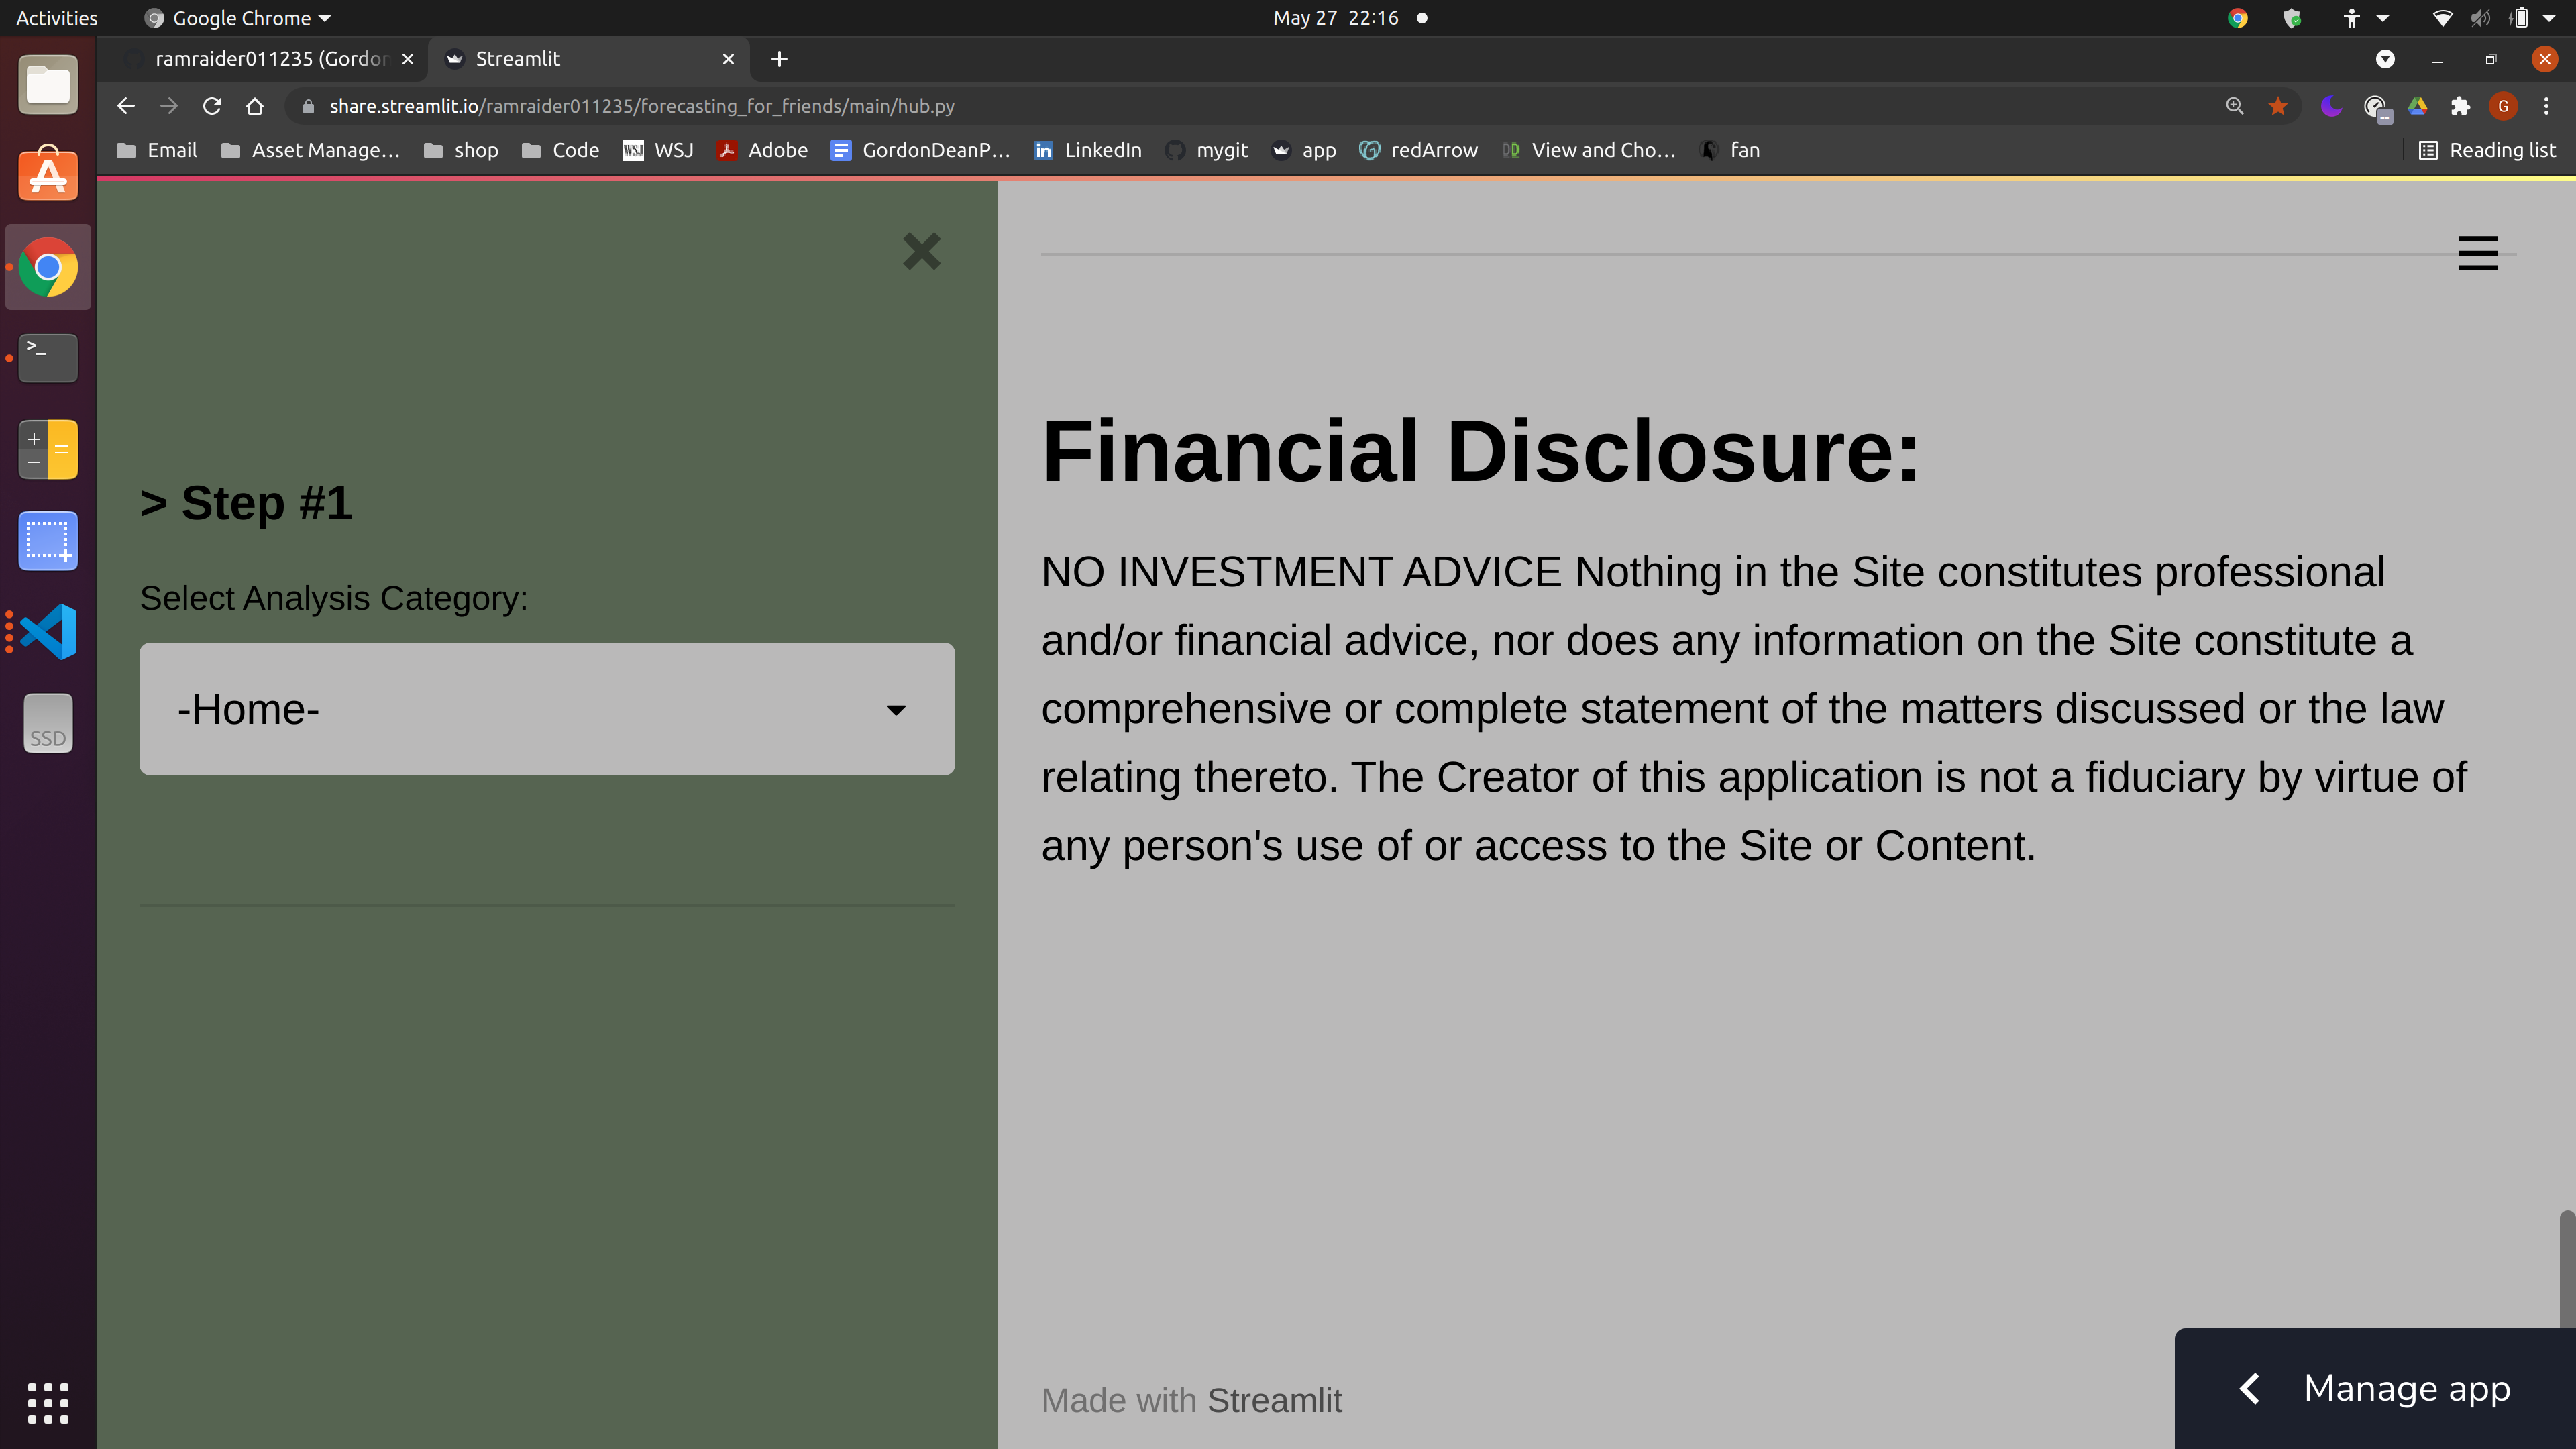 Activities
Google Chrome
May 27 22:16
ramraider011235 (Gordon
Streamlit
share.streamlit.io/ramraider011235/forecasting_for_friends/main/hub.py
G
Email
Asset Manage...
shop
Code
WSJ
WSJ
Adobe
GordonDeanP...
in
LinkedIn
mygit
app
redArrow
DD
View and Cho...
fan
Reading list
> Step #1
Select Analysis Category:
-Home-
SSD
Financial Disclosure:
NO INVESTMENT ADVICE Nothing in the Site constitutes professional
and/or financial advice, nor does any information on the Site constitute a
comprehensive or complete statement of the matters discussed or the law
relating thereto. The Creator of this application is not a fiduciary by virtue of
any person's use of or access to the Site or Content.
Made with Streamlit
Manage app